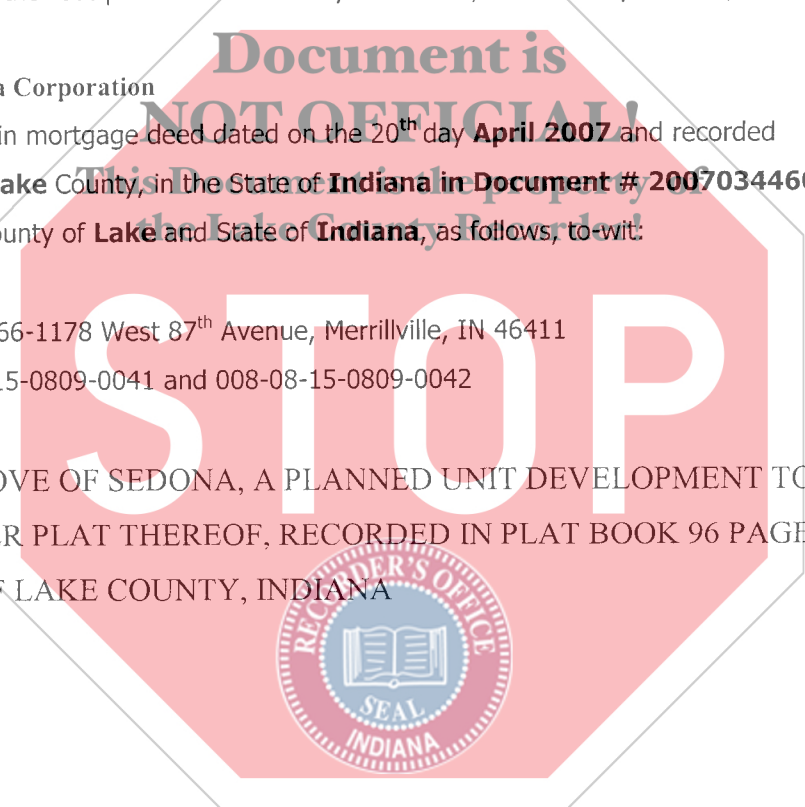 Document is
a Corporation
NOT OFFICIAL!
in mortgage deed dated on the 20th day April 2007 and recorded
This Document is the property of
ake County, in the State of Indiana in Document # 200703446
the Lake County Recorder!
ounty of Lake and State of Indiana, as follows, to-wit:
STOP
66-1178 West 87th Avenue, Merrillville, IN 46411
15-0809-0041 and 008-08-15-0809-0042
OVE OF SEDONA, A PLANNED UNIT DEVELOPMENT TO
ER PLAT THEREOF, RECORDED IN PLAT BOOK 96 PAGE
F LAKE COUNTY, INDIANA
RECORDER'S OFFICE
SEAL
INDIANA